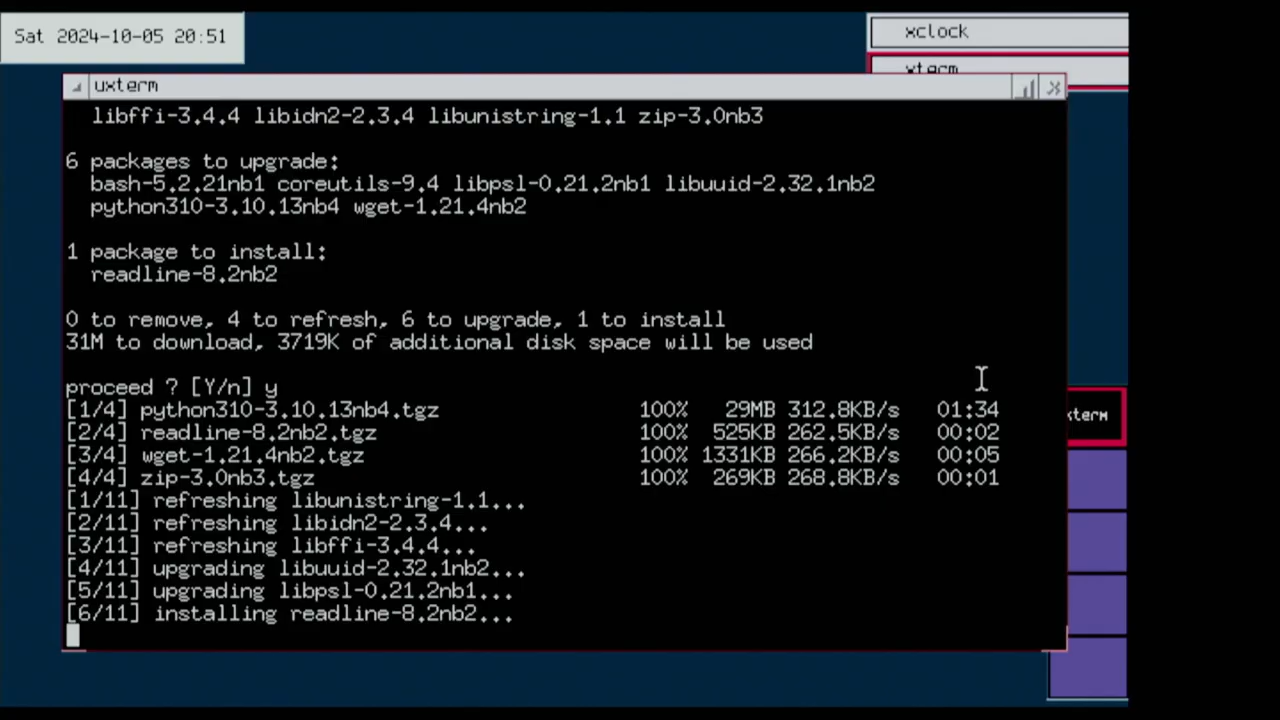 Sat 2024-10-05 20:51
xclock
xterm
uxterm
libffi-3.4.4 libidn2-2.3.4 libunistring-1.1 zip-3.0nb3
6 packages to upgrade:
bash-5.2.21nb1 coreutils-9.4 libpsl-0.21.2nb1 libuuid-2.32.1nb2
python310-3.10.13nb4 wget-1.21.4nb2
1 package to install:
readline-8.2nb2
0 to remove, 4 to refresh, 6 to upgrade, 1 to install
31M to download, 3719K of additional disk space will be used
proceed ? [Y/n] y
[1/4] python310-3.10.13nb4.tgz 100% 29MB 312.8KB/s 01:34
[2/4] readline-8.2nb2.tgz 100% 525KB 262.5KB/s 00:02
[3/4] wget-1.21.4nb2.tgz 100% 1331KB 266.2KB/s 00:05
[4/4] zip-3.0nb3.tgz 100% 269KB 268.8KB/s 00:01
[1/11] refreshing libunistring-1.1...
[2/11] refreshing libidn2-2.3.4...
[3/11] refreshing libffi-3.4.4...
[4/11] upgrading libuuid-2.32.1nb2...
[5/11] upgrading libpsl-0.21.2nb1...
[6/11] installing readline-8.2nb2...
xterm